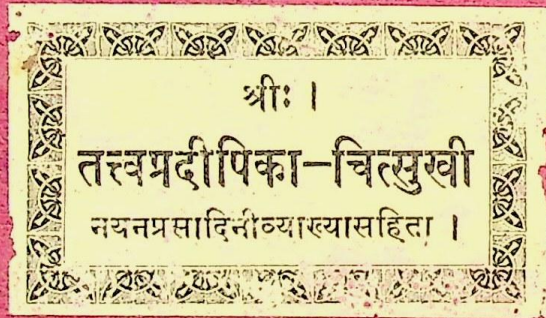 श्रीः ।
तत्त्वप्रदीपिका–चित्सुखी
नयनप्रसादिनीव्याख्यासहिता ।